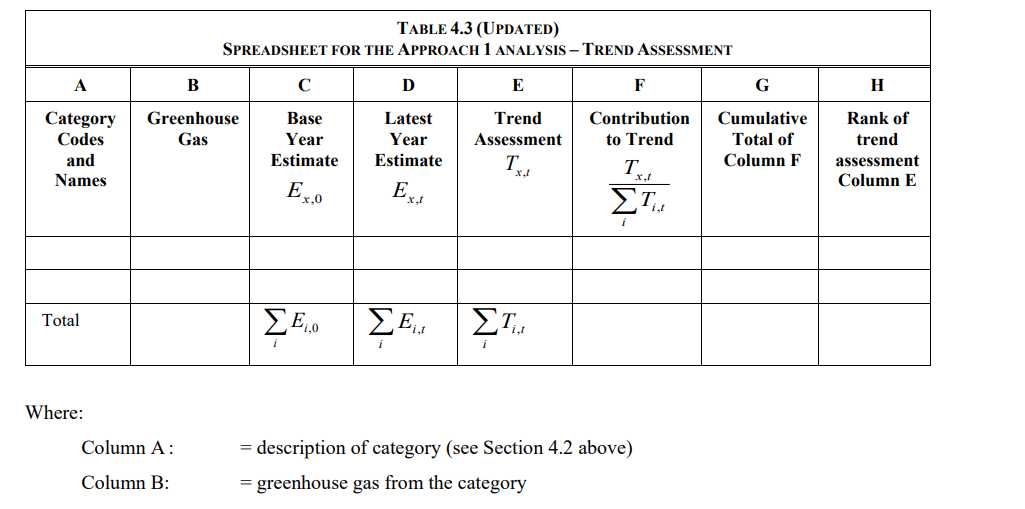 TABLE 4.3 (UPDATED)
SPREADSHEET FOR THE APPROACH 1 ANALYSIS – TREND ASSESSMENT
A B C D E F G H
Category Codes and Names
Greenhouse Gas
Base Year Estimate E_{x,0}
Latest Year Estimate E_{x,t}
Trend Assessment T_{x,t}
Contribution to Trend T_{x,t} / ∑_i T_{i,t}
Cumulative Total of Column F
Rank of trend assessment Column E
Total ∑_i E_{i,0} ∑_i E_{i,t} ∑_i T_{i,t}
Where:
Column A : = description of category (see Section 4.2 above)
Column B: = greenhouse gas from the category